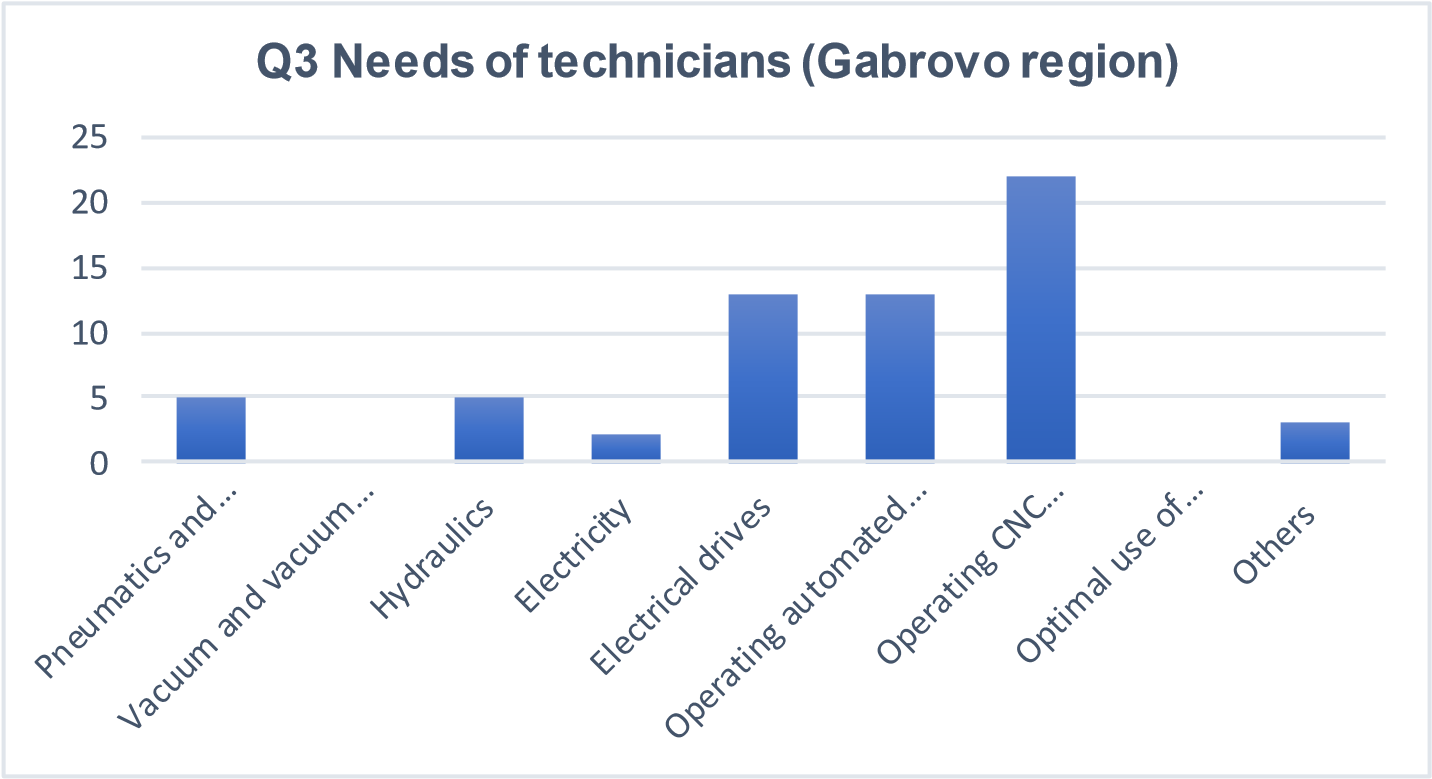 Q3 Needs of technicians (Gabrovo region)
25
20
15
10
5
0
Pneumatics and...
Vacuum and vacuum...
Hydraulics
Electricity
Electrical drives
Operating automated...
Operating CNC...
Optimal use of...
Others